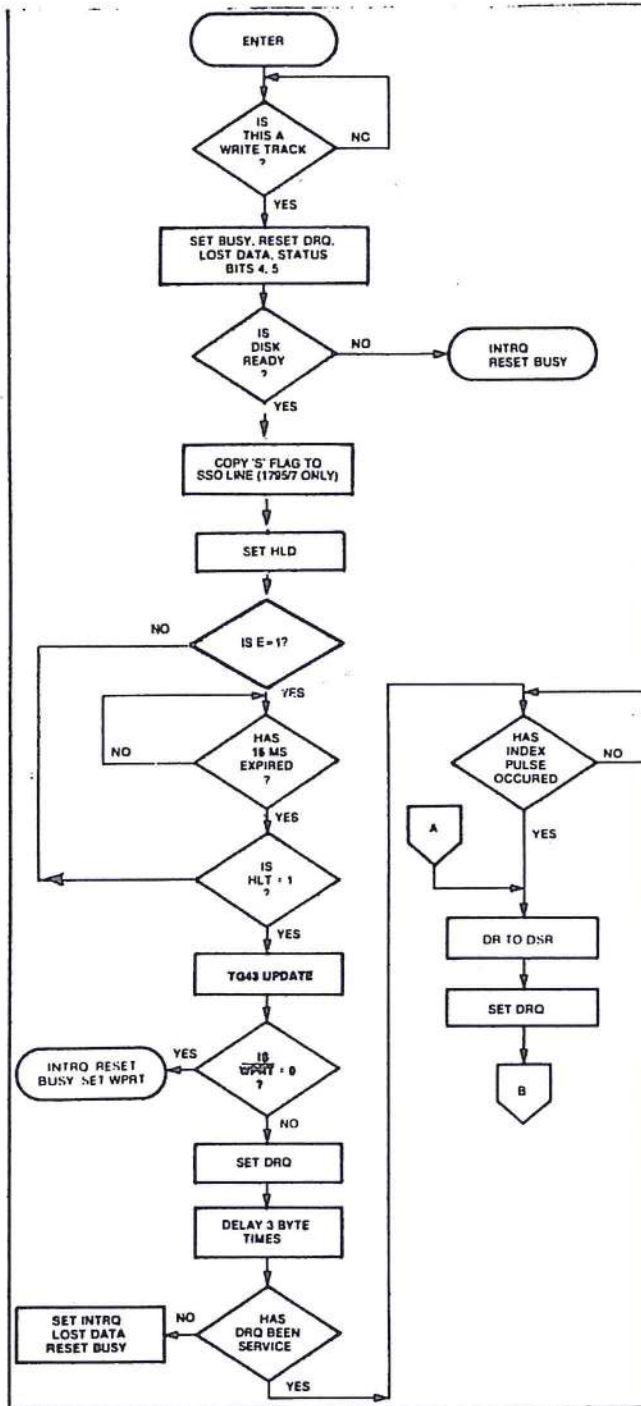 ENTER
IS
THIS A
WRITE TRACK
?
NO
YES
SET BUSY, RESET DRQ,
LOST DATA, STATUS
BITS 4, 5
IS
DISK
READY
?
NO
INTRQ
RESET BUSY
YES
COPY 'S' FLAG TO
SSO LINE (1795/7 ONLY)
SET HLD
NO
IS E = 1?
YES
HAS
15 MS
EXPIRED
?
NO
YES
IS
HLT = 1
?
YES
TG43 UPDATE
IS
WPRT = 0
?
YES
INTRQ RESET
BUSY SET WPRT
NO
SET DRQ
DELAY 3 BYTE
TIMES
HAS
DRQ BEEN
SERVICE
NO
SET INTRQ
LOST DATA
RESET BUSY
YES
HAS
INDEX
PULSE
OCCURED
NO
YES
A
DR TO DSR
SET DRQ
B